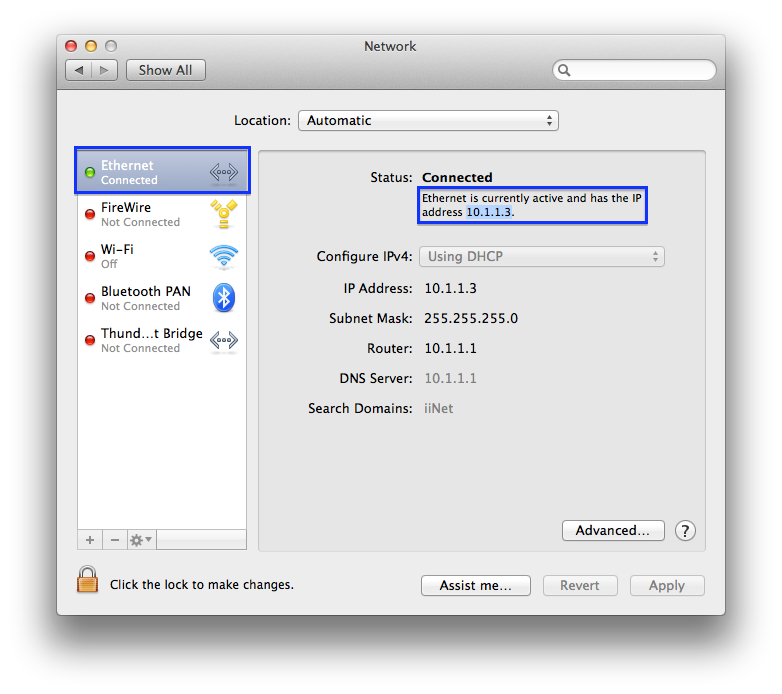 Network
Show All
Location: Automatic
Ethernet
Connected
FireWire
Not Connected
Wi-Fi
Off
Bluetooth PAN
Not Connected
Thund...t Bridge
Not Connected
Status: Connected
Ethernet is currently active and has the IP
address 10.1.1.3.
Configure IPv4: Using DHCP
IP Address: 10.1.1.3
Subnet Mask: 255.255.255.0
Router: 10.1.1.1
DNS Server: 10.1.1.1
Search Domains: iiNet
Advanced... ?
Click the lock to make changes.
Assist me... Revert Apply